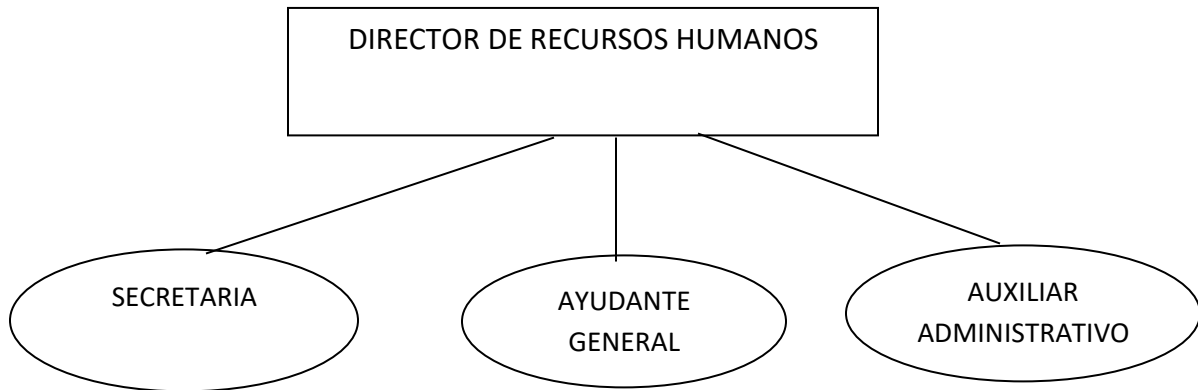 DIRECTOR DE RECURSOS HUMANOS
SECRETARIA
AYUDANTE
GENERAL
AUXILIAR
ADMINISTRATIVO